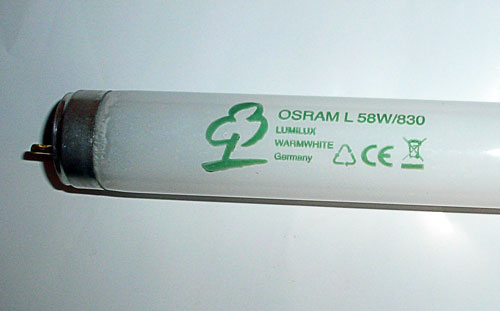 OSRAM L 58W/830
LUMILUX
WARMWHITE
Germany CE